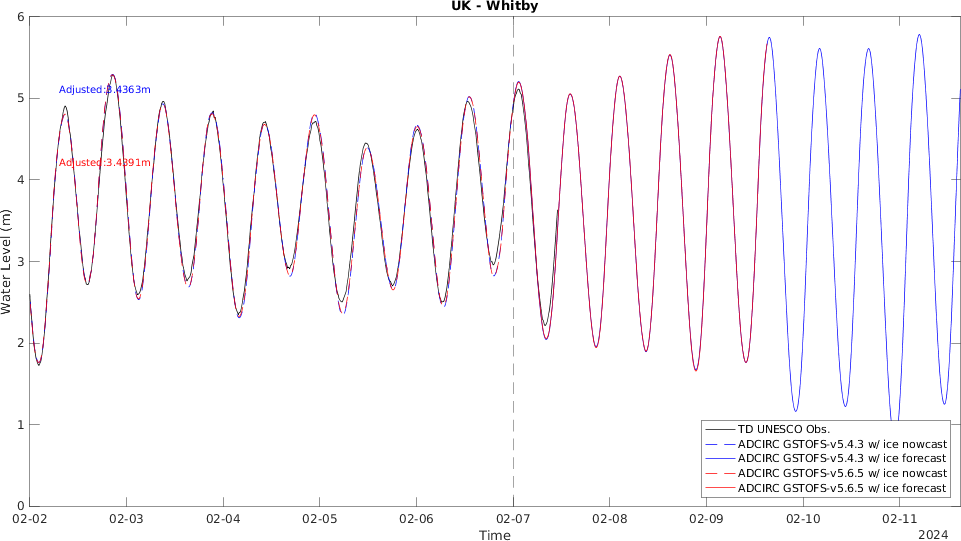 UK - Whitby
6
5
4
3
2
1
0
Water Level (m)
Adjusted:3.4363m
Adjusted:3.4391m
TD UNESCO Obs.
ADCIRC GSTOFS-v5.4.3 w/ ice nowcast
ADCIRC GSTOFS-v5.4.3 w/ ice forecast
ADCIRC GSTOFS-v5.6.5 w/ ice nowcast
ADCIRC GSTOFS-v5.6.5 w/ ice forecast
02-02 02-03 02-04 02-05 02-06 02-07 02-08 02-09 02-10 02-11
Time
2024